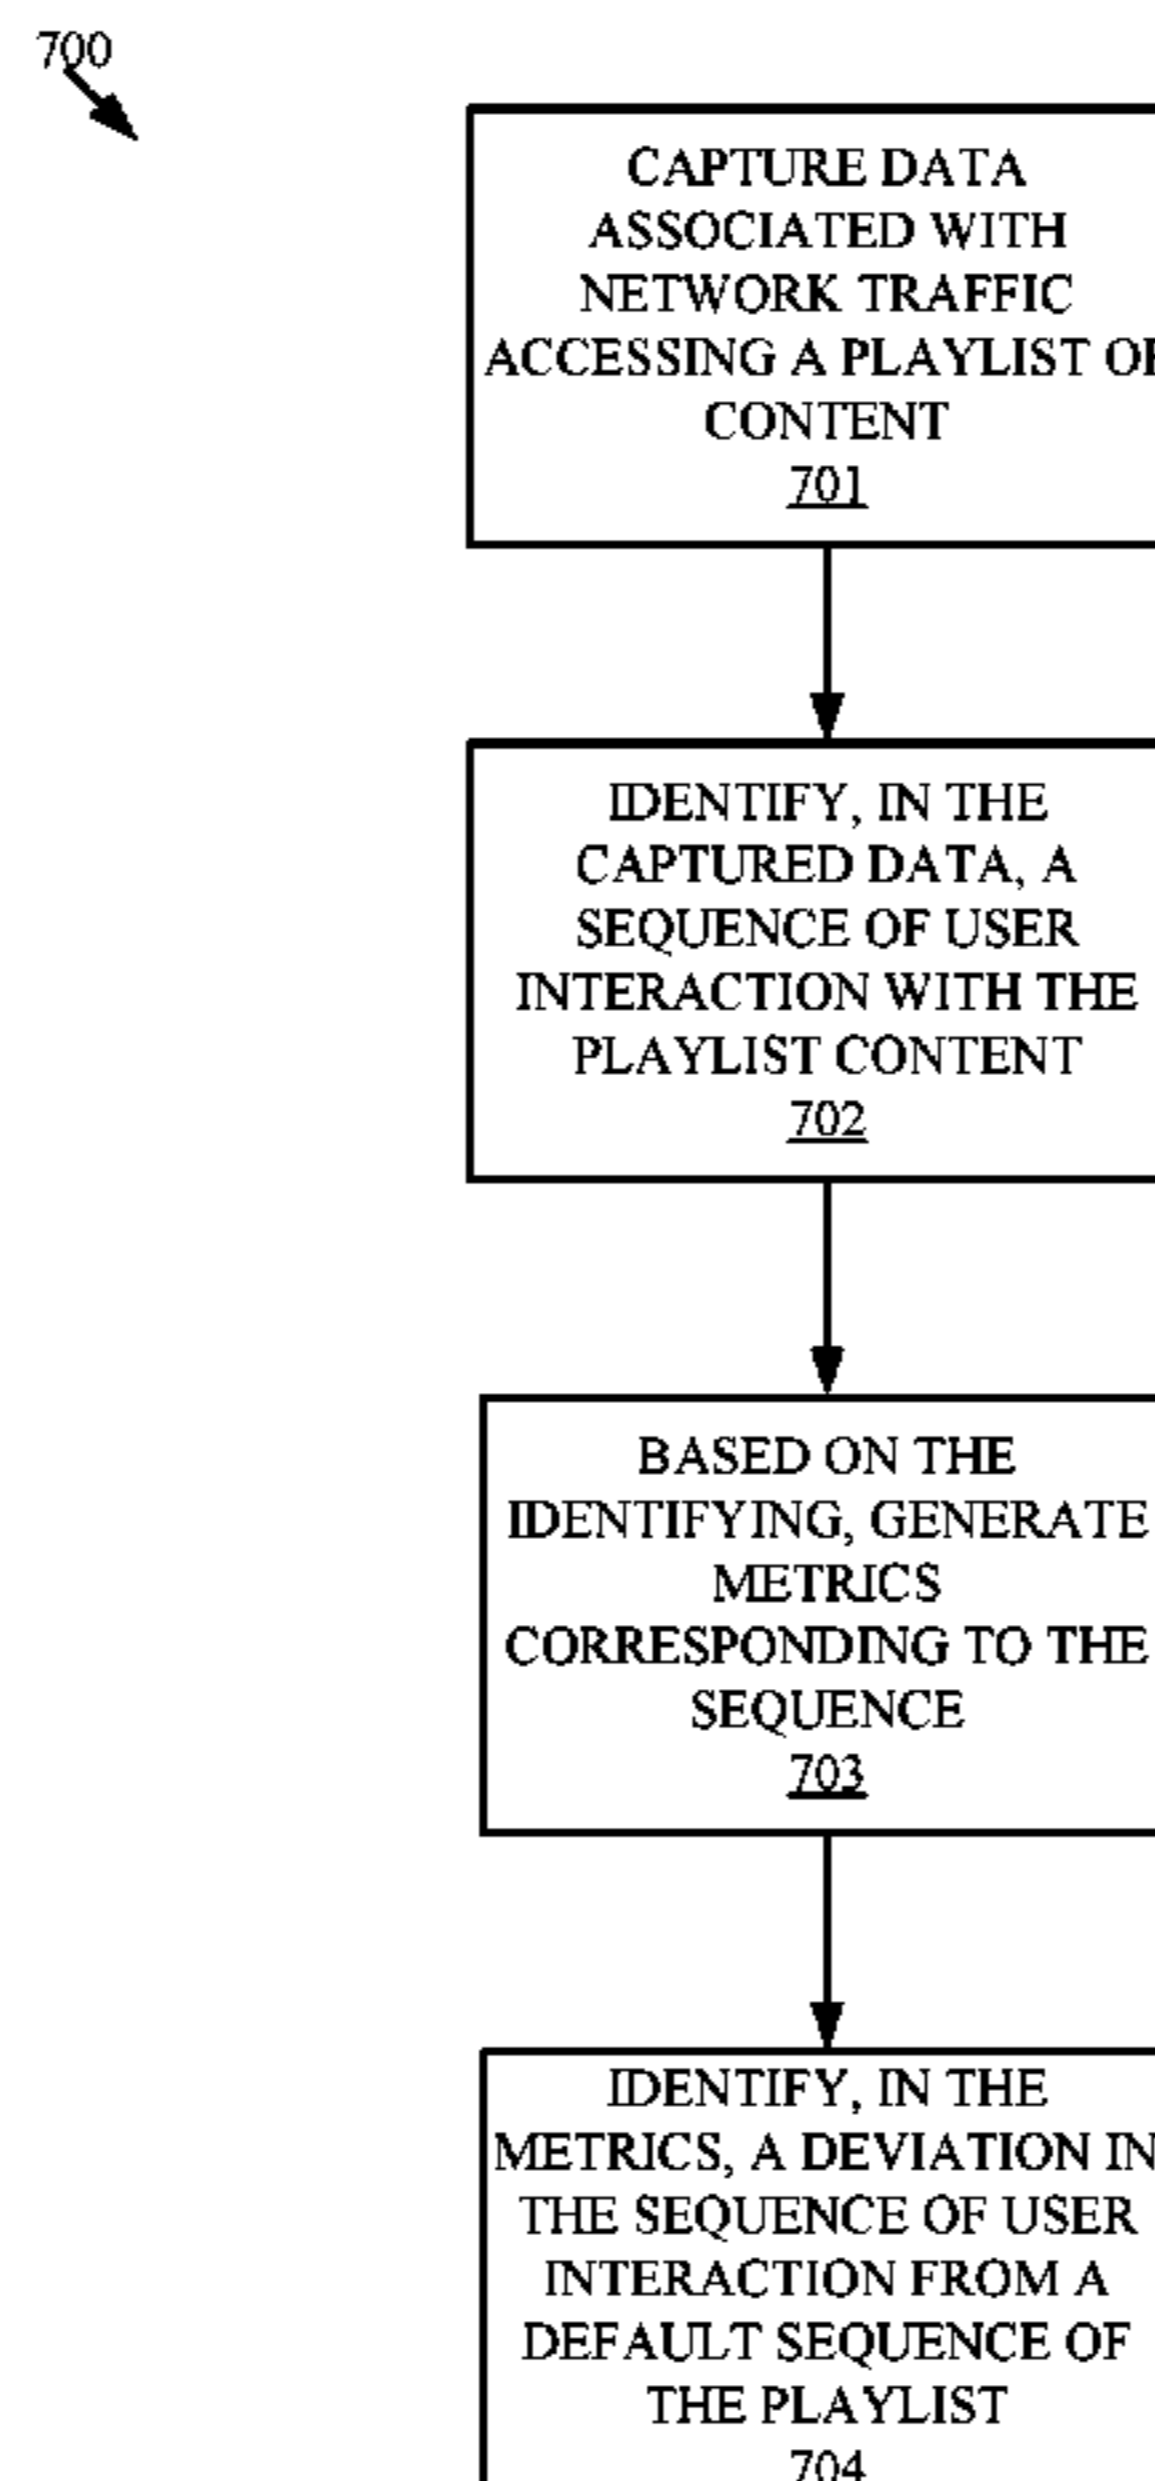 700
CAPTURE DATA
ASSOCIATED WITH
NETWORK TRAFFIC
ACCESSING A PLAYLIST OF
CONTENT
701
IDENTIFY, IN THE
CAPTURED DATA, A
SEQUENCE OF USER
INTERACTION WITH THE
PLAYLIST CONTENT
702
BASED ON THE
IDENTIFYING, GENERATE
METRICS
CORRESPONDING TO THE
SEQUENCE
703
IDENTIFY, IN THE
METRICS, A DEVIATION IN
THE SEQUENCE OF USER
INTERACTION FROM A
DEFAULT SEQUENCE OF
THE PLAYLIST
704